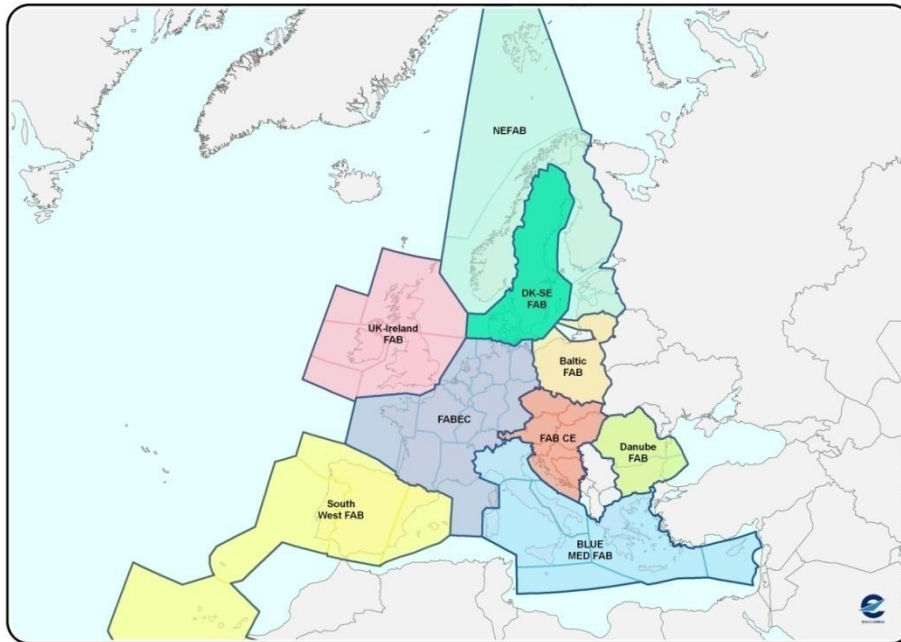 NEFAB
DK-SE
FAB
UK-Ireland
FAB
Baltic
FAB
FABEC
FAB CE
Danube
FAB
South
West FAB
BLUE
MED FAB